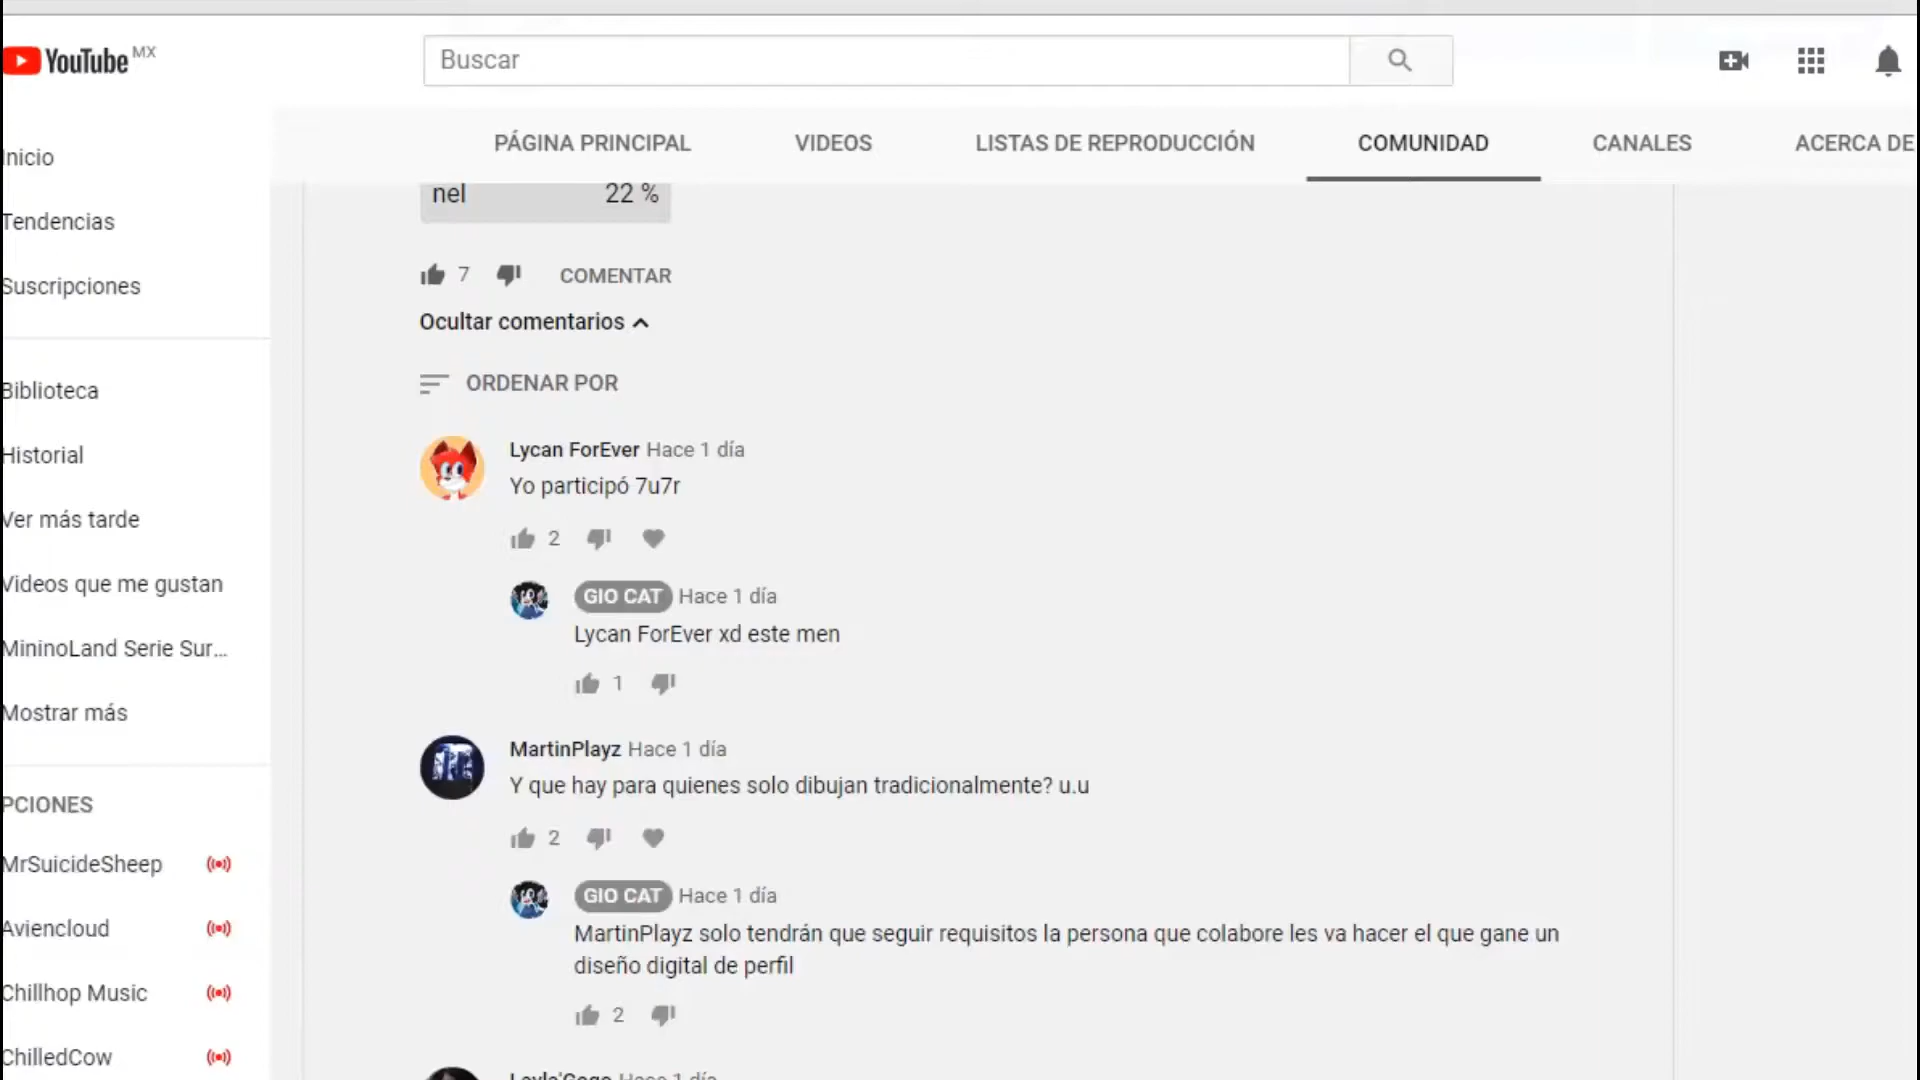 YouTube MX
Buscar
PÁGINA PRINCIPAL
VIDEOS
LISTAS DE REPRODUCCIÓN
COMUNIDAD
CANALES
ACERCA DE
Inicio
Tendencias
Suscripciones
Biblioteca
Historial
Ver más tarde
Videos que me gustan
MininoLand Serie Sur...
Mostrar más
PCIONES
MrSuicideSheep
Aviencloud
Chillhop Music
ChilledCow
nel 22 %
7 COMENTAR
Ocultar comentarios
ORDENAR POR
Lycan ForEver Hace 1 día
Yo participó 7u7r
2
GIO CAT Hace 1 día
Lycan ForEver xd este men
1
MartinPlayz Hace 1 día
Y que hay para quienes solo dibujan tradicionalmente? u.u
2
GIO CAT Hace 1 día
MartinPlayz solo tendrán que seguir requisitos la persona que colabore les va hacer el que gane un
diseño digital de perfil
2
Hace 1 día